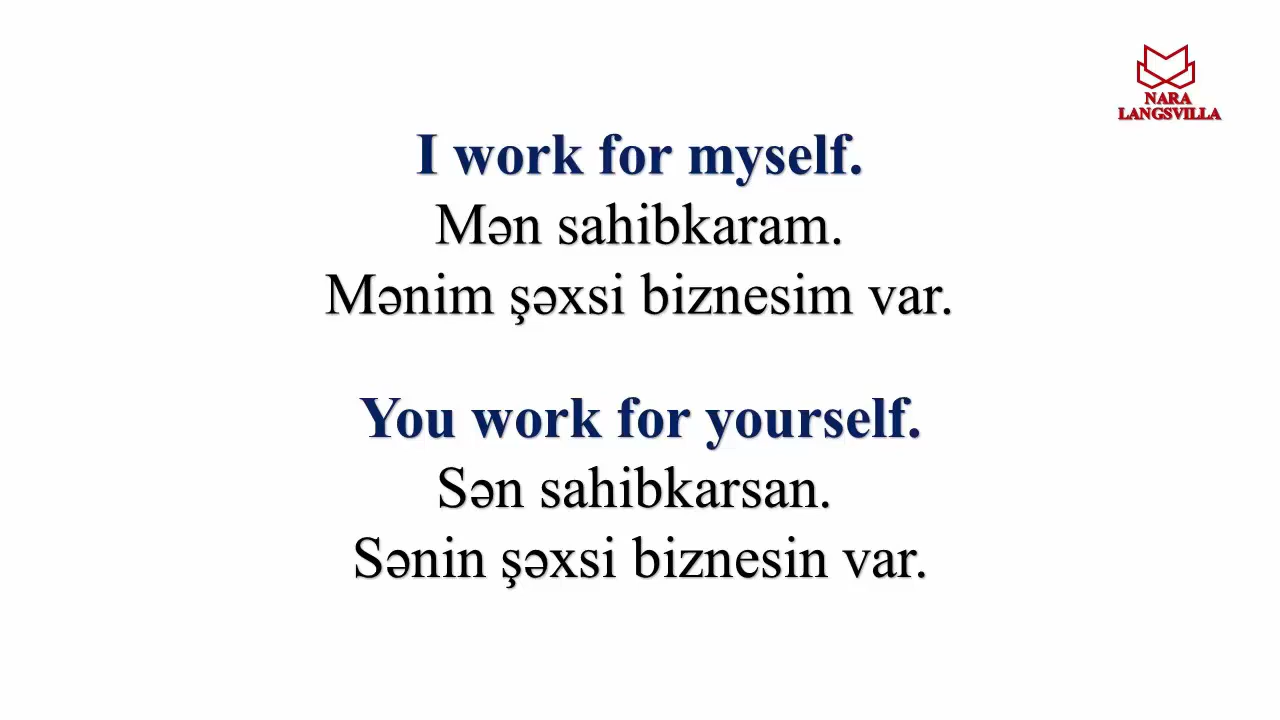 NARA
LANGSVILLA
I work for myself.
Mən sahibkaram.
Mənim şəxsi biznesim var.
You work for yourself.
Sən sahibkarsan.
Sənin şəxsi biznesin var.